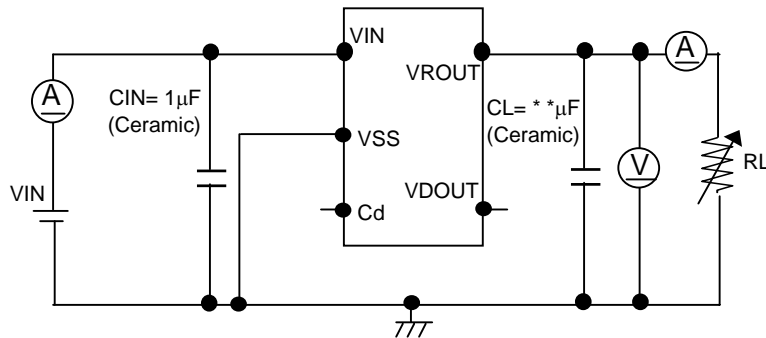 VIN
A
VROUT
A
CIN= 1μF
(Ceramic)
CL= * *μF
(Ceramic)
VSS
V
RL
VIN
VDOUT
Cd